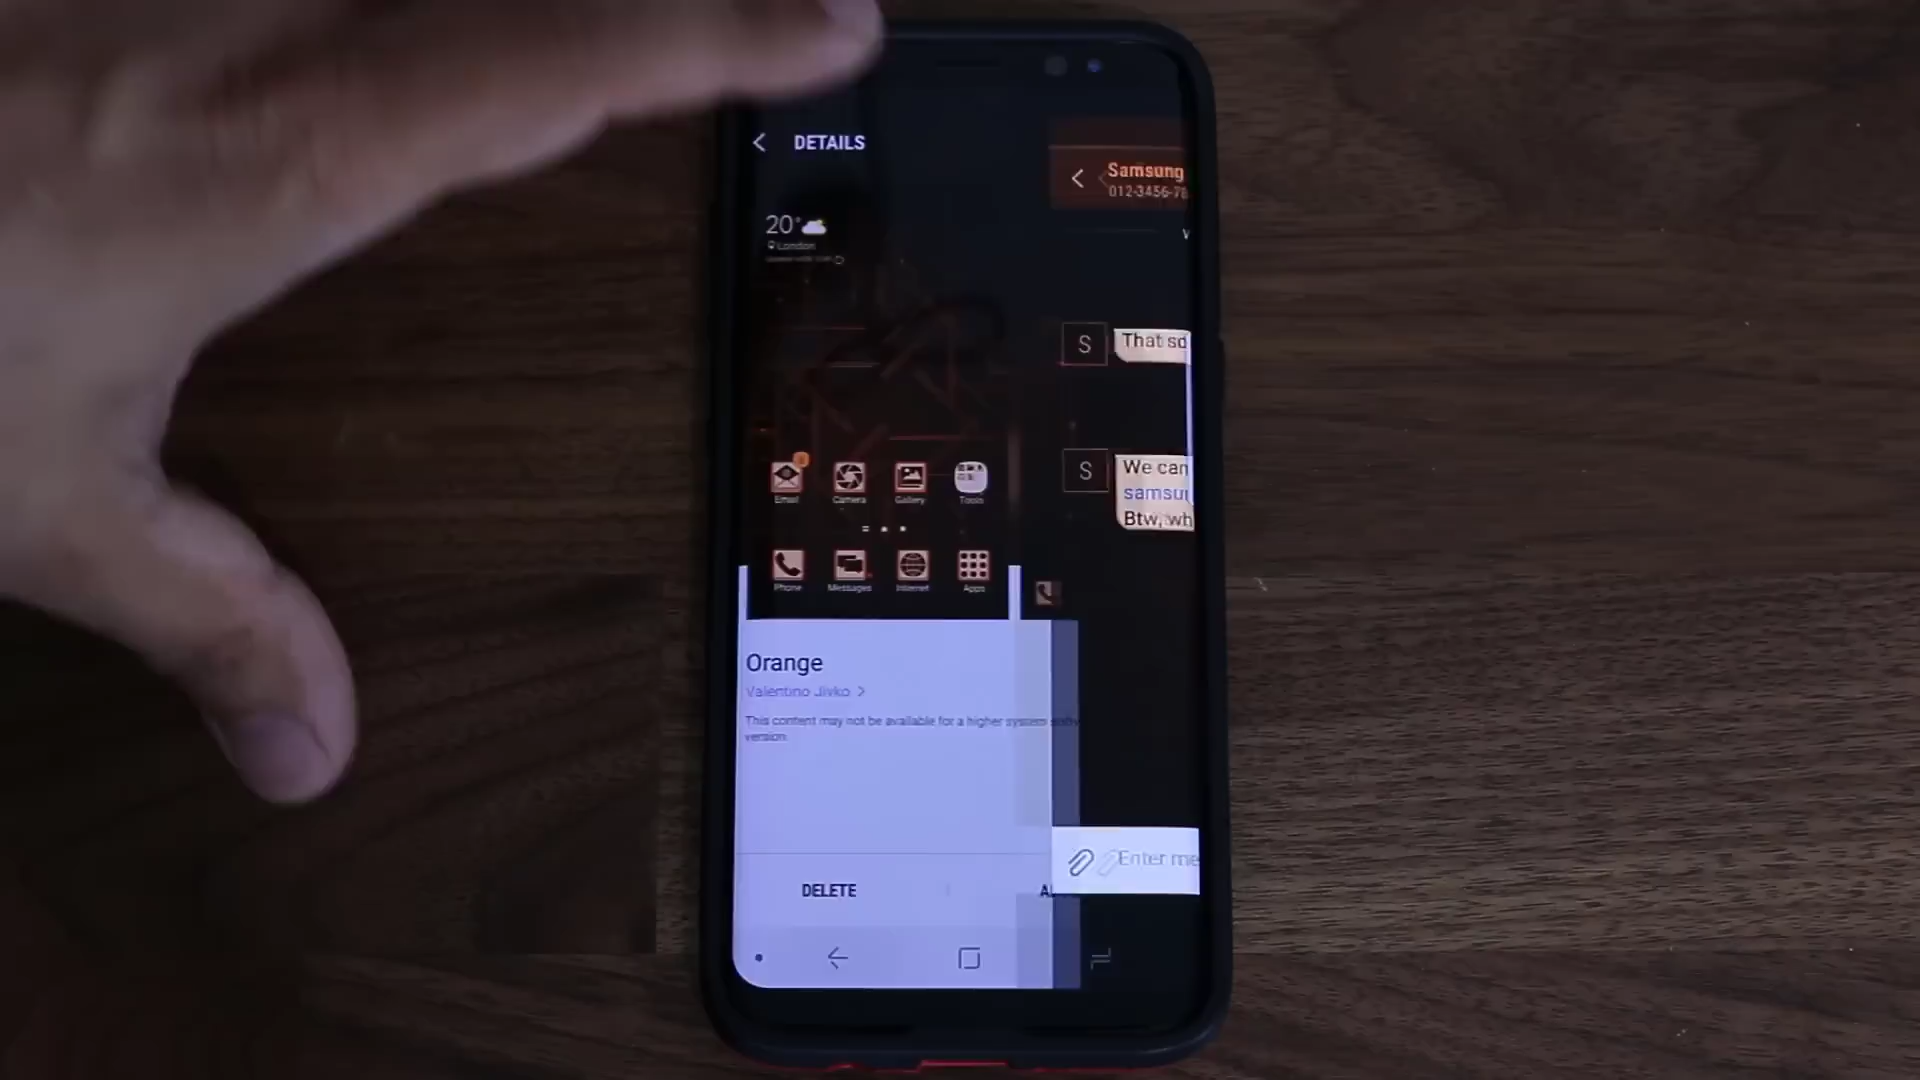 DETAILS
Samsung
012-3456-78
20°
London
That so
We can
samsu
Btw, wh
Email
Camera
Gallery
Tools
Phone
Messages
Internet
Apps
Orange
Valentino Jivko >
This content may not be available for a higher system
version.
Enter me
DELETE
S
S